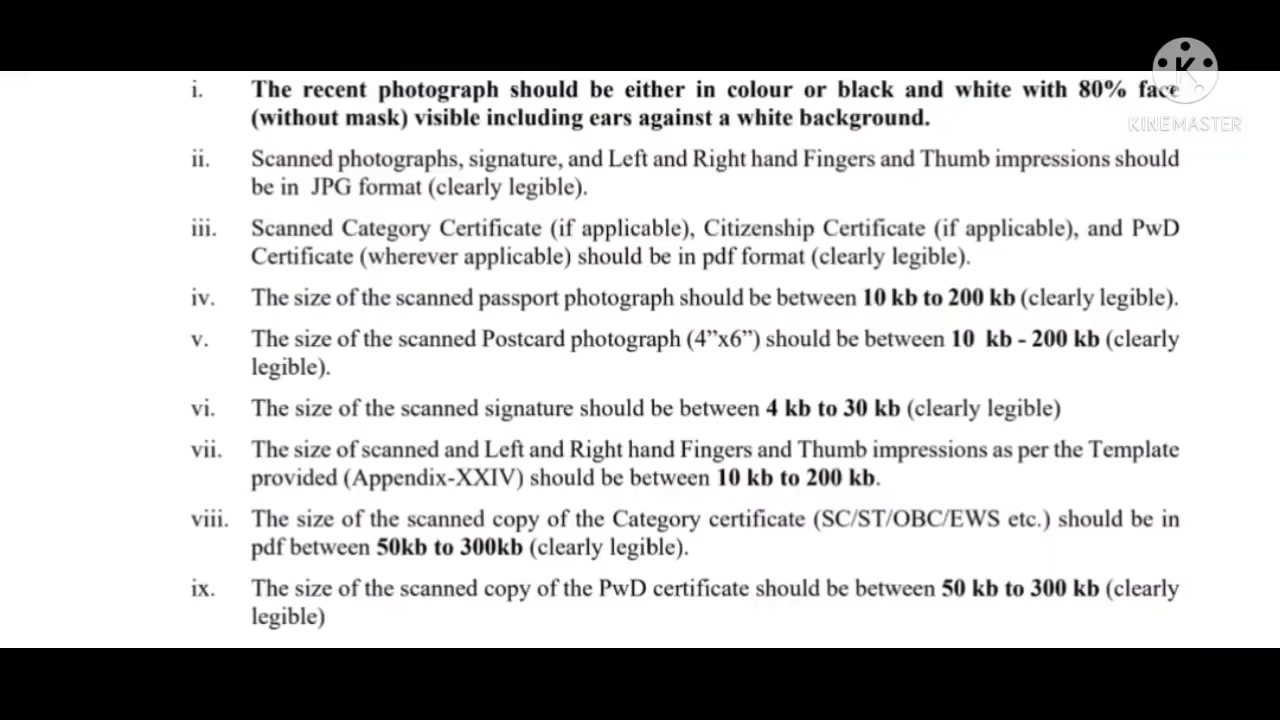 i. The recent photograph should be either in colour or black and white with 80% face
KINEMASTER
(without mask) visible including ears against a white background.
ii. Scanned photographs, signature, and Left and Right hand Fingers and Thumb impressions should
be in JPG format (clearly legible).
iii. Scanned Category Certificate (if applicable), Citizenship Certificate (if applicable), and PwD
Certificate (wherever applicable) should be in pdf format (clearly legible).
iv. The size of the scanned passport photograph should be between 10 kb to 200 kb (clearly legible).
v. The size of the scanned Postcard photograph (4”x6”) should be between 10 kb - 200 kb (clearly
legible).
vi. The size of the scanned signature should be between 4 kb to 30 kb (clearly legible)
vii. The size of scanned and Left and Right hand Fingers and Thumb impressions as per the Template
provided (Appendix-XXIV) should be between 10 kb to 200 kb.
viii. The size of the scanned copy of the Category certificate (SC/ST/OBC/EWS etc.) should be in
pdf between 50kb to 300kb (clearly legible).
ix. The size of the scanned copy of the PwD certificate should be between 50 kb to 300 kb (clearly
legible)